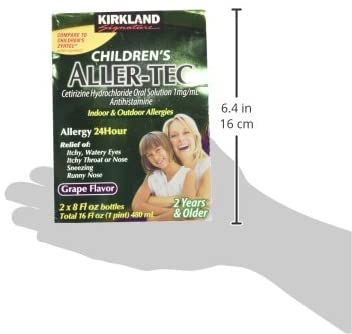 KIRKLAND
Signature
COMPARE TO
CHILDREN'S
ZYRTEC®
CHILDREN'S
ALLER-TEC
Cetirizine Hydrochloride Oral Solution 1mg/mL
Antihistamine
Indoor & Outdoor Allergies
Allergy 24Hour
Relief of:
Itchy, Watery Eyes
Itchy Throat or Nose
Sneezing
Runny Nose
Grape Flavor
2 x 8 Fl oz bottles
Total 16 Fl oz (1 pint) 480 mL
2 Years
& Older
6.4 in
16 cm